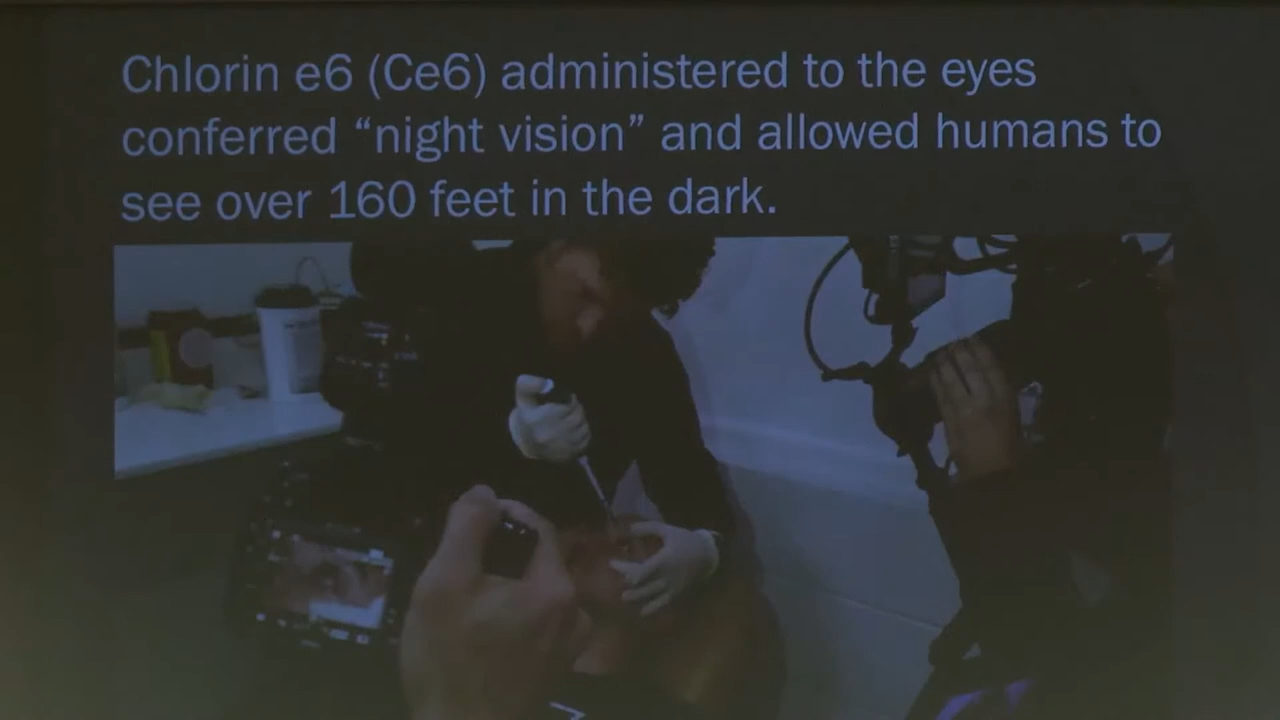 Chlorin e6 (Ce6) administered to the eyes
conferred “night vision” and allowed humans to
see over 160 feet in the dark.